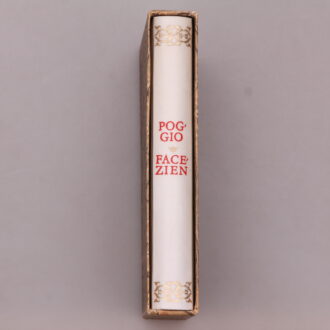 POG-
GIO
FACE-
ZIEN